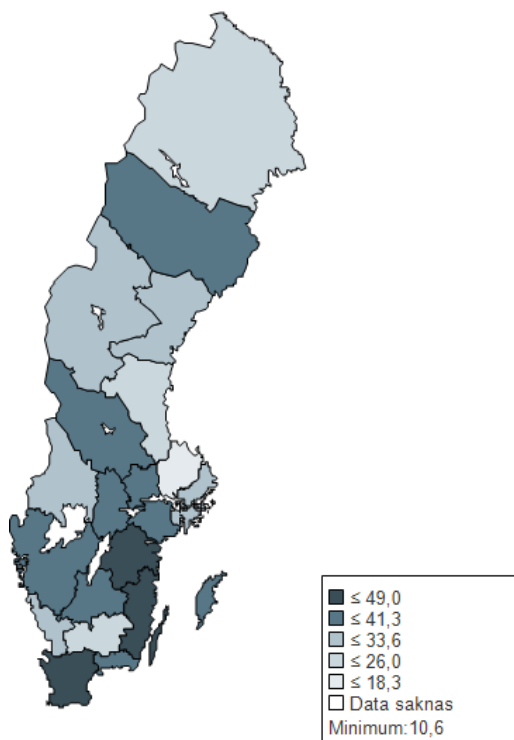 ≤ 49,0
≤ 41,3
≤ 33,6
≤ 26,0
≤ 18,3
Data saknas
Minimum:10,6